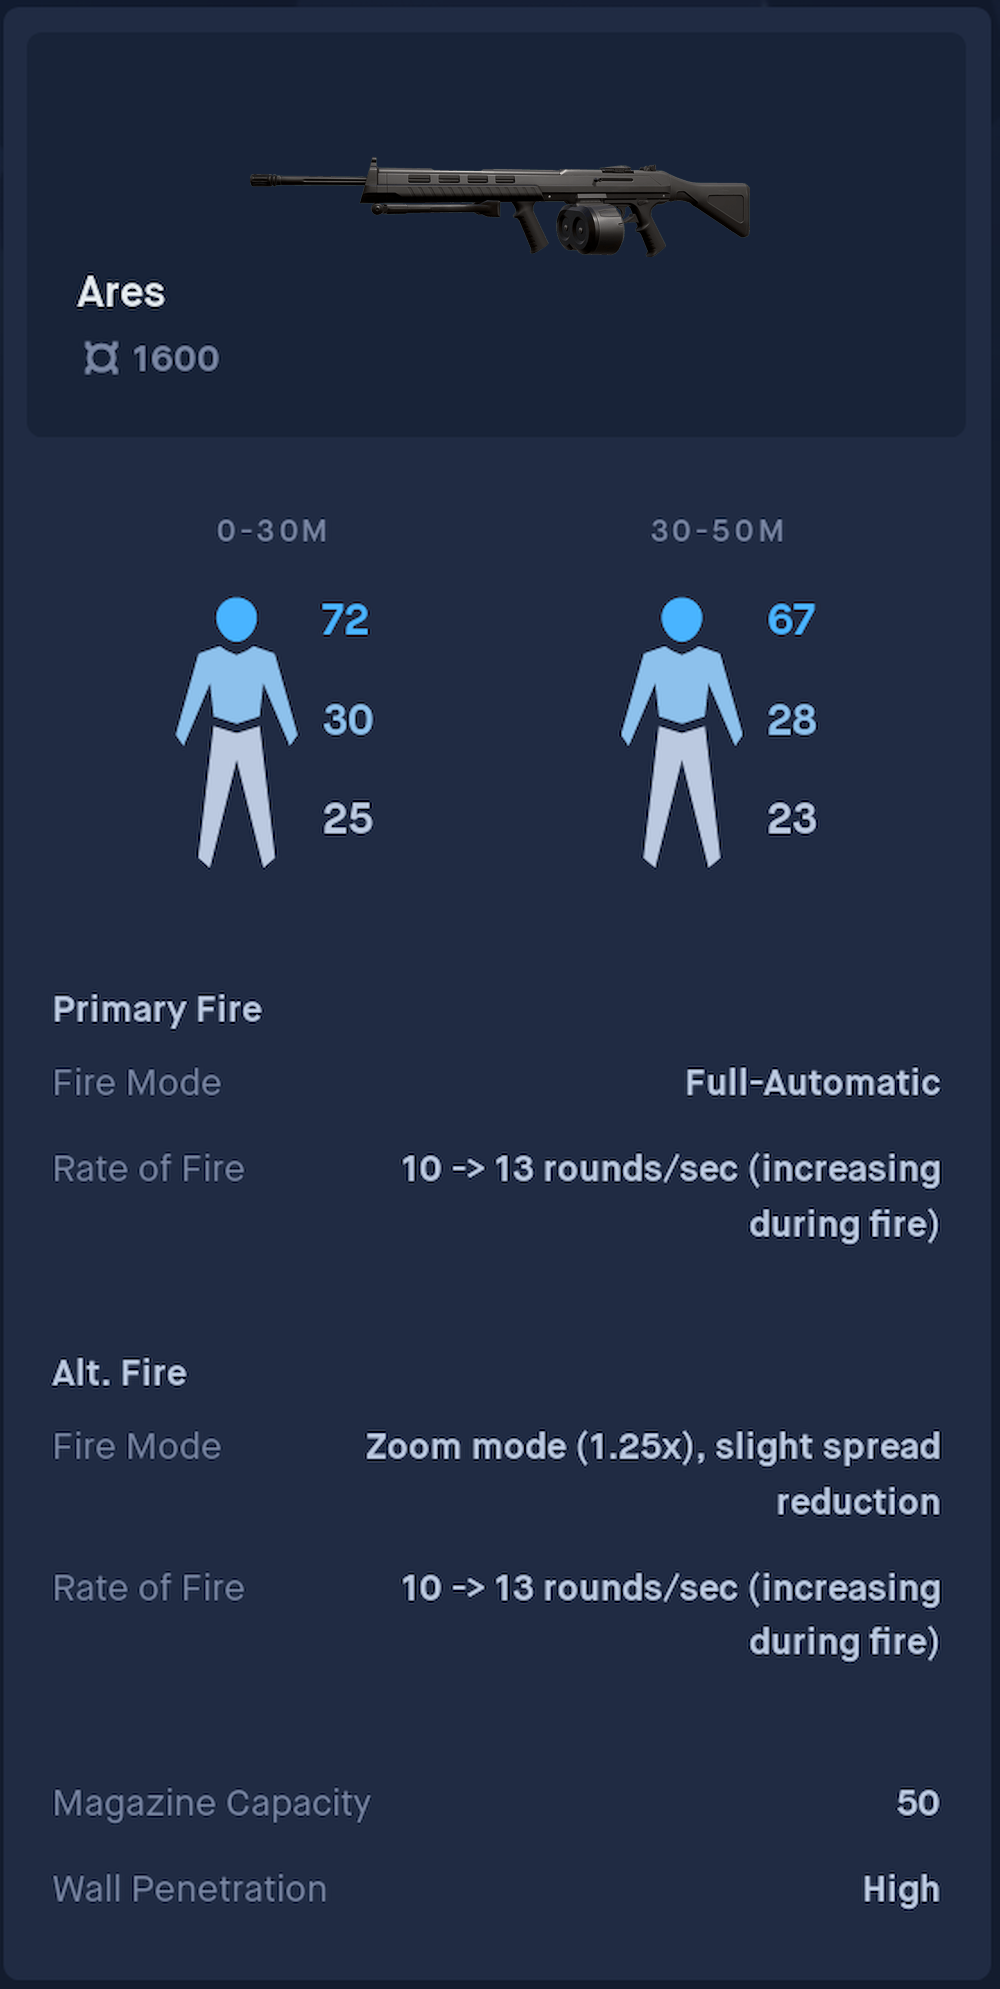 Ares
¤ 1600
0-30M
30-50M
72
67
30
28
25
23
Primary Fire
Fire Mode
Full-Automatic
Rate of Fire
10 -> 13 rounds/sec (increasing
during fire)
Alt. Fire
Fire Mode
Zoom mode (1.25x), slight spread
reduction
Rate of Fire
10 -> 13 rounds/sec (increasing
during fire)
Magazine Capacity
50
Wall Penetration
High